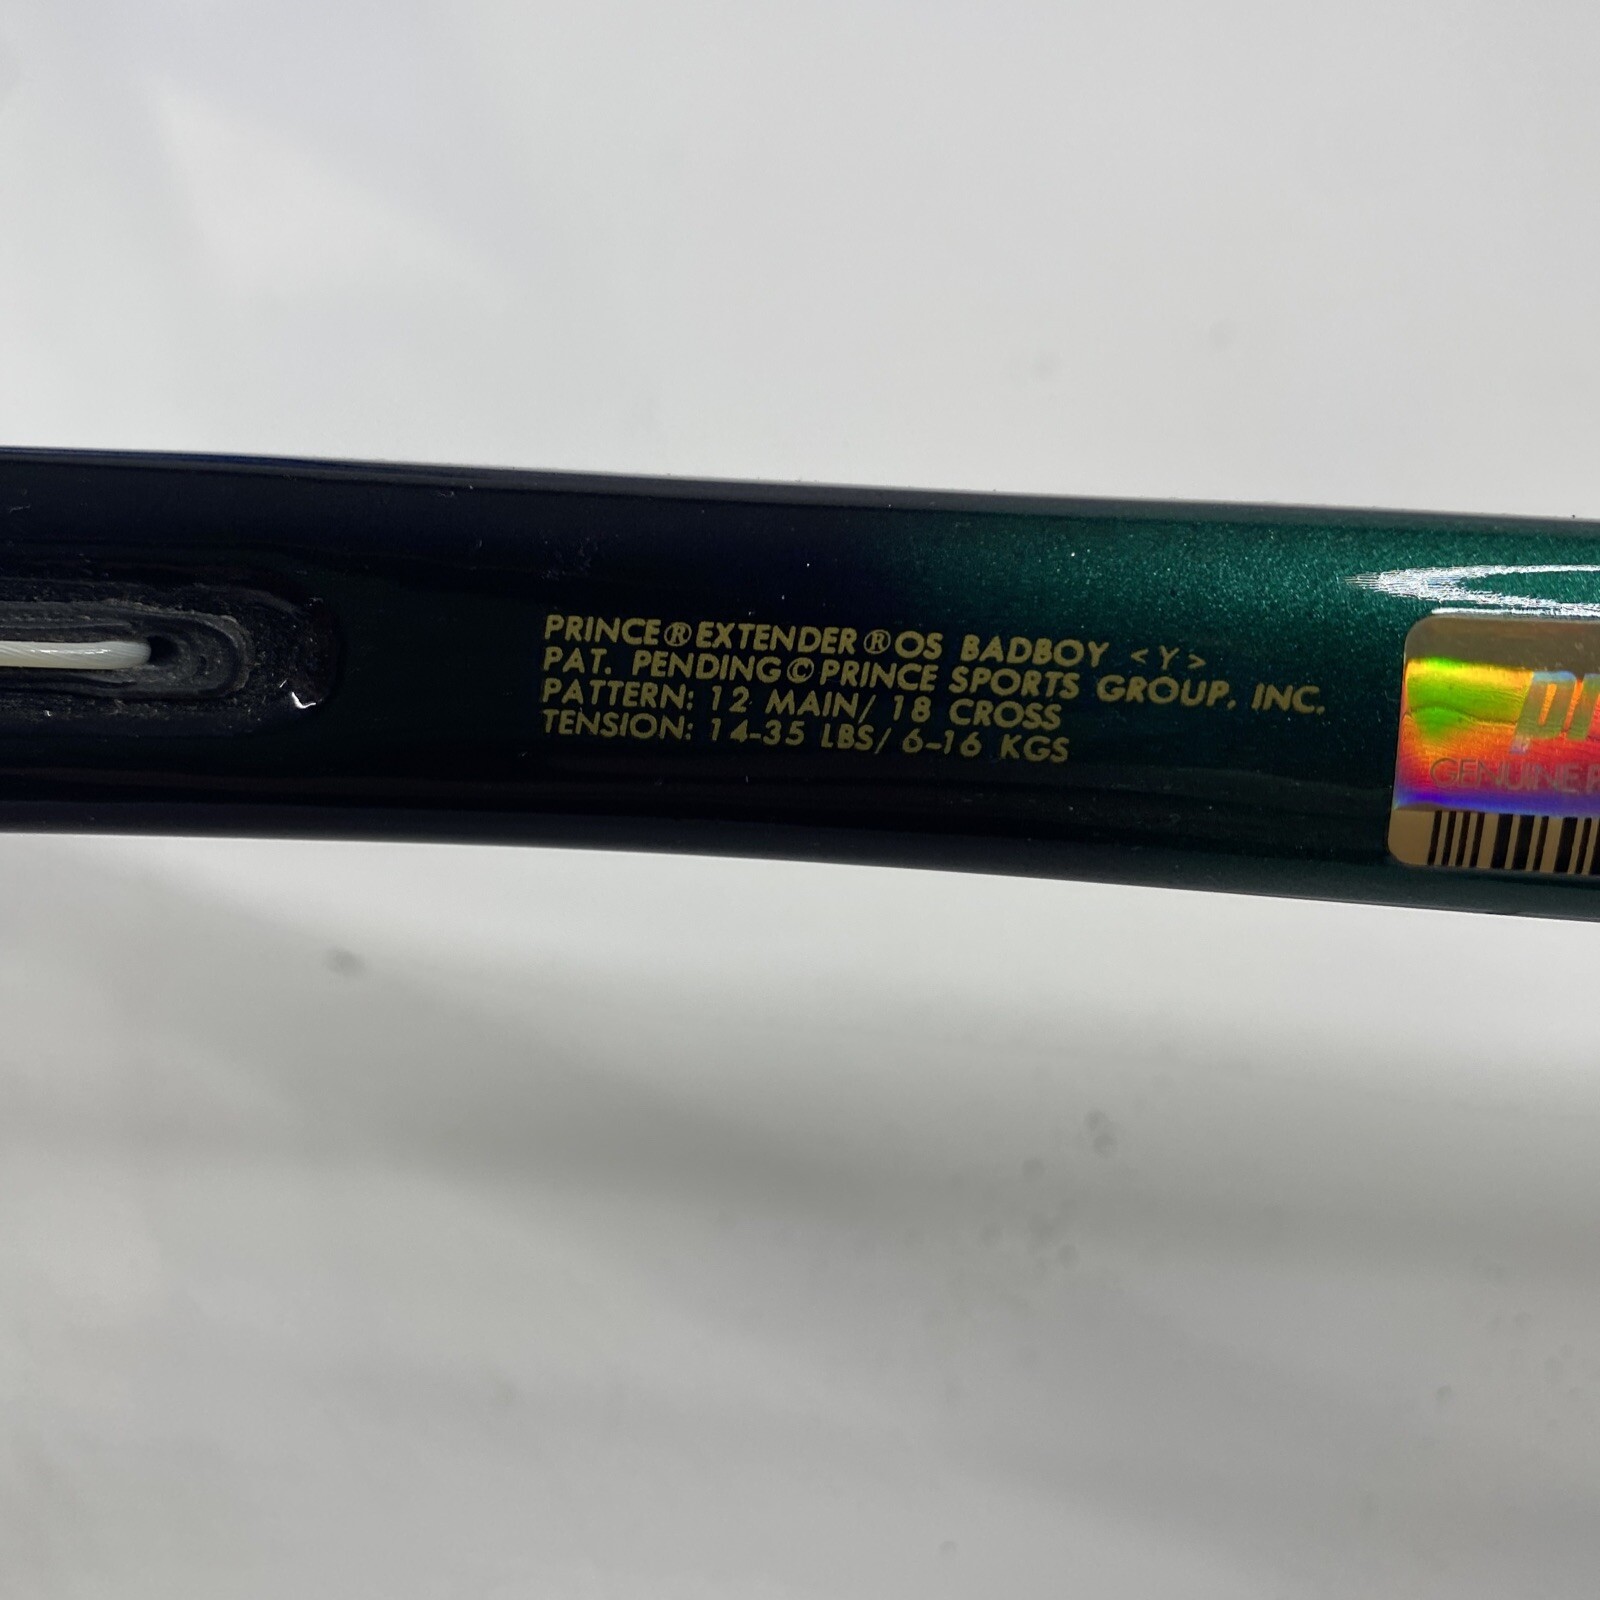 PRINCE® EXTENDER® OS BADBOY <Y>
PAT. PENDING © PRINCE SPORTS GROUP, INC.
PATTERN: 12 MAIN/ 18 CROSS
TENSION: 14-35 LBS/ 6-16 KGS
GENUINE